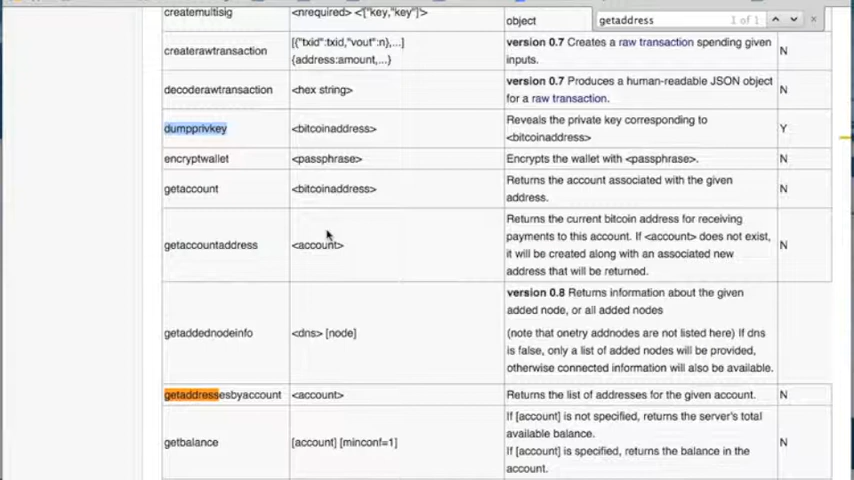 getaddress
1 of 1
createmultisig
<nrequired> <'["key,"key"]'>
object
createrawtransaction
[{"txid":txid,"vout":n},...]
{address:amount,...}
version 0.7 Creates a raw transaction spending given
inputs.
N
decoderawtransaction
<hex string>
version 0.7 Produces a human-readable JSON object
for a raw transaction.
N
dumpprivkey
<bitcoinaddress>
Reveals the private key corresponding to
<bitcoinaddress>
Y
encryptwallet
<passphrase>
Encrypts the wallet with <passphrase>.
N
getaccount
<bitcoinaddress>
Returns the account associated with the given
address.
N
getaccountaddress
<account>
Returns the current bitcoin address for receiving
payments to this account. If <account> does not exist,
it will be created along with an associated new
address that will be returned.
N
getaddednodeinfo
<dns> [node]
version 0.8 Returns information about the given
added node, or all added nodes
(note that onetry addnodes are not listed here) If dns
is false, only a list of added nodes will be provided,
otherwise connected information will also be available.
getaddressesbyaccount
<account>
Returns the list of addresses for the given account.
N
getbalance
[account] [minconf=1]
If [account] is not specified, returns the server's total
available balance.
If [account] is specified, returns the balance in the
account.
N